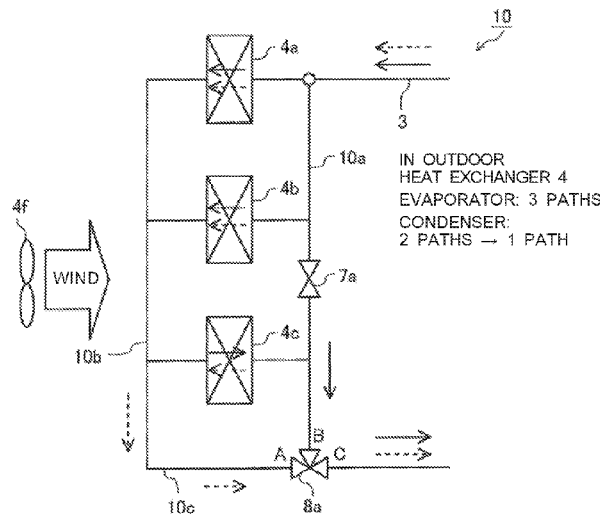 10
4a
3
10a
IN OUTDOOR
HEAT EXCHANGER 4
EVAPORATOR: 3 PATHS
CONDENSER:
2 PATHS → 1 PATH
4b
4f
WIND
7a
4c
10b
B
A
C
10c
8a